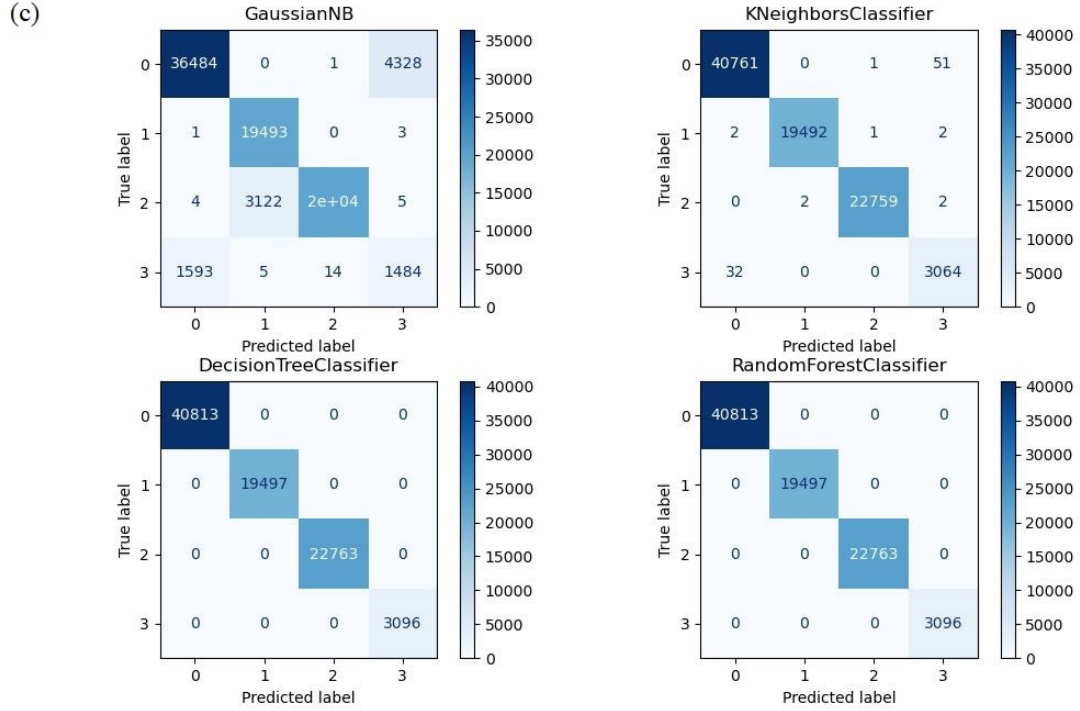 (c)
GaussianNB
True label
0 36484 0 1 4328
1 1 19493 0 3
2 4 3122 2e+04 5
3 1593 5 14 1484
0 1 2 3
Predicted label
35000
30000
25000
20000
15000
10000
5000
0
KNeighborsClassifier
True label
0 40761 0 1 51
1 2 19492 1 2
2 0 2 22759 2
3 32 0 0 3064
0 1 2 3
Predicted label
40000
35000
30000
25000
20000
15000
10000
5000
0
DecisionTreeClassifier
True label
0 40813 0 0 0
1 0 19497 0 0
2 0 0 22763 0
3 0 0 0 3096
0 1 2 3
Predicted label
40000
35000
30000
25000
20000
15000
10000
5000
0
RandomForestClassifier
True label
0 40813 0 0 0
1 0 19497 0 0
2 0 0 22763 0
3 0 0 0 3096
0 1 2 3
Predicted label
40000
35000
30000
25000
20000
15000
10000
5000
0